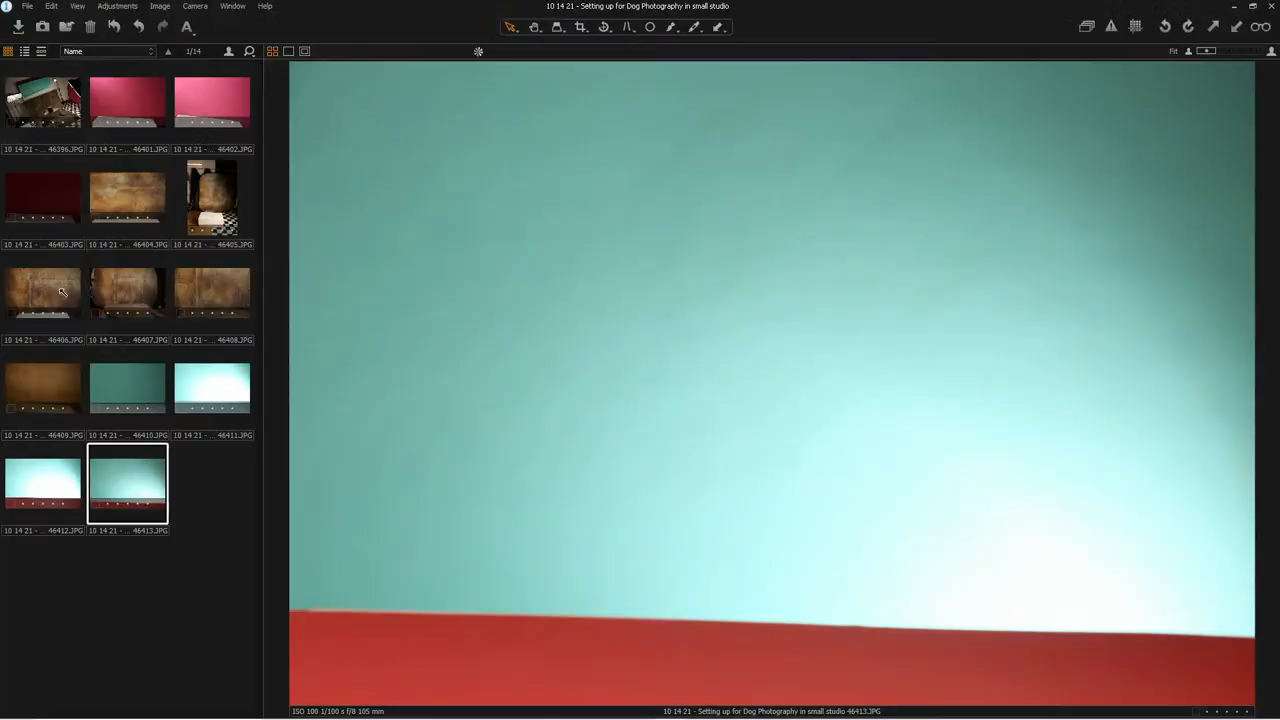 File Edit View Adjustments Image Camera Window Help
10 14 21 - Setting up for Dog Photography in small studio
Name
1/14
Fit
10 14 21 - ... 46396.JPG
10 14 21 - ... 46401.JPG
10 14 21 - ... 46402.JPG
10 14 21 - ... 46403.JPG
10 14 21 - ... 46404.JPG
10 14 21 - ... 46405.JPG
10 14 21 - ... 46406.JPG
10 14 21 - ... 46407.JPG
10 14 21 - ... 46408.JPG
10 14 21 - ... 46409.JPG
10 14 21 - ... 46410.JPG
10 14 21 - ... 46411.JPG
10 14 21 - ... 46412.JPG
10 14 21 - ... 46413.JPG
ISO 100 1/100 s f/8 105 mm
10 14 21 - Setting up for Dog Photography in small studio 46413.JPG